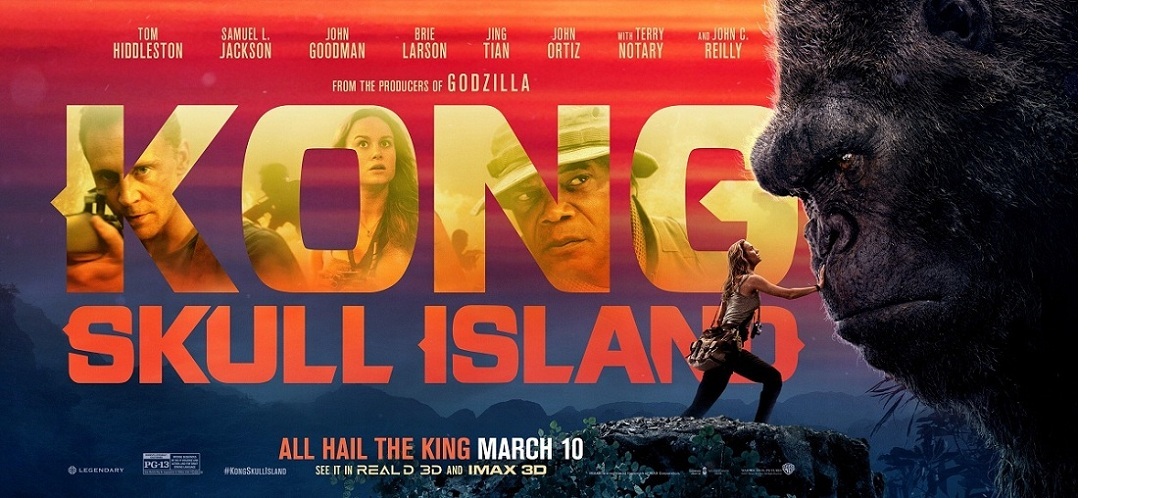 TOM HIDDLESTON SAMUEL L. JACKSON JOHN GOODMAN BRIE LARSON JING TIAN JOHN ORTIZ WITH TERRY NOTARY AND JOHN C. REILLY
FROM THE PRODUCERS OF GODZILLA
KONG
SKULL ISLAND
ALL HAIL THE KING MARCH 10
LEGENDARY PG-13 #KONGSKULLISLAND SEE IT IN REAL D 3D AND IMAX 3D